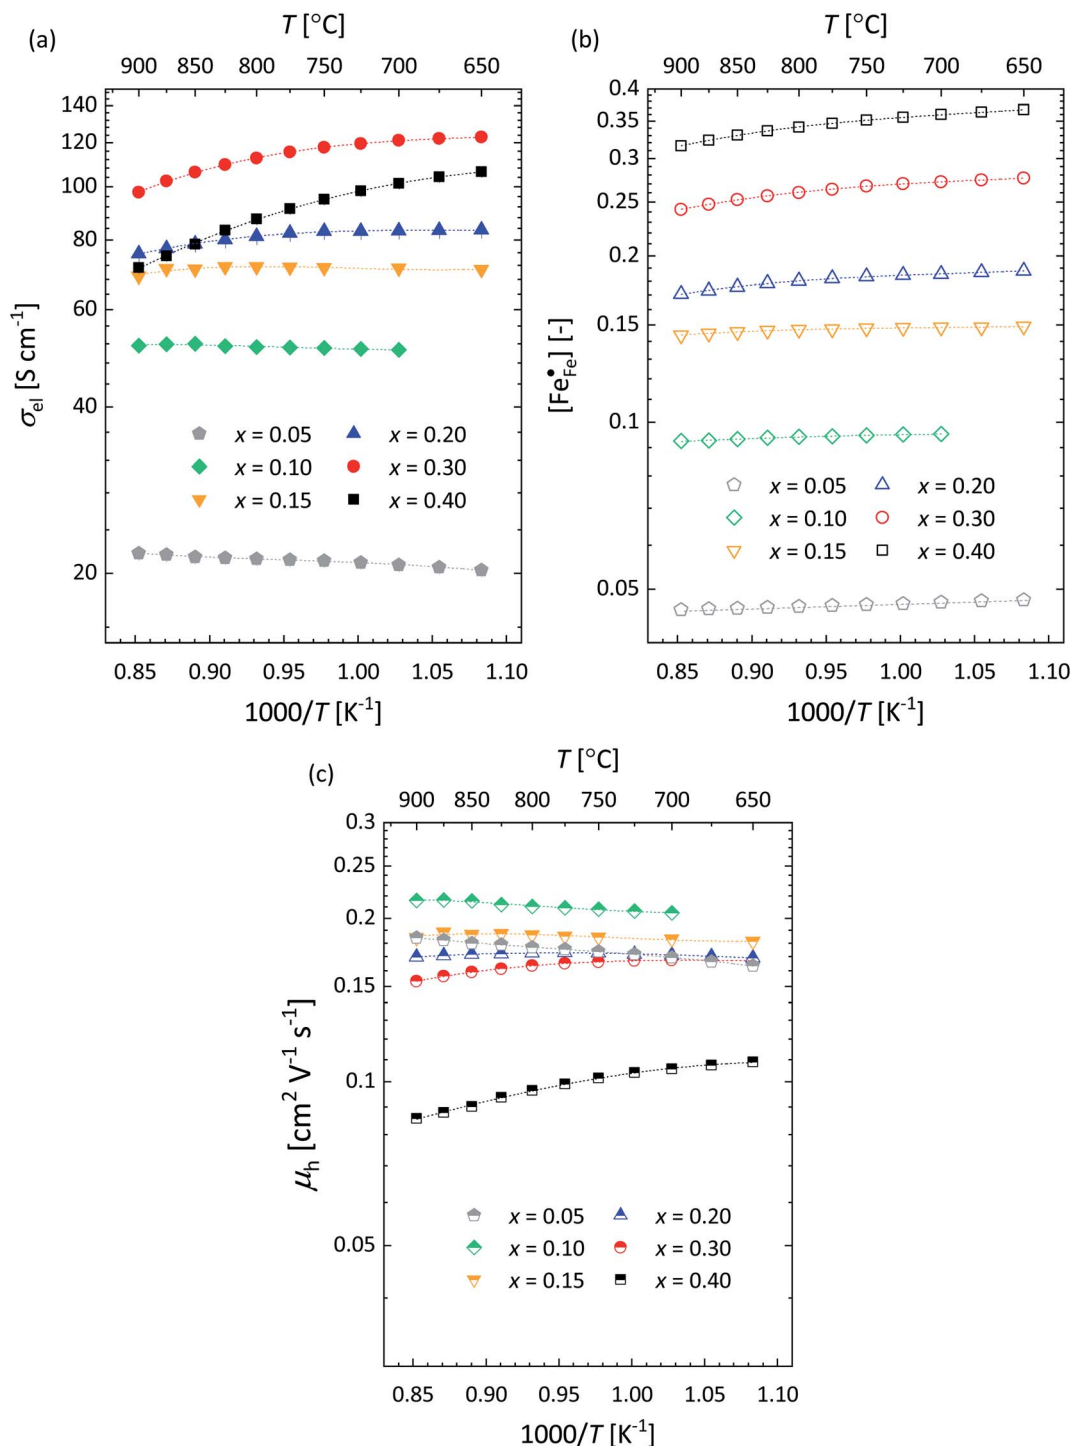 (a)
T [°C]
900 850 800 750 700 650
140
120
100
80
60
40
20
σel [S cm⁻¹]
x = 0.05 x = 0.20
x = 0.10 x = 0.30
x = 0.15 x = 0.40
0.85 0.90 0.95 1.00 1.05 1.10
1000/T [K⁻¹]
(b)
T [°C]
900 850 800 750 700 650
0.4
0.35
0.3
0.25
0.2
0.15
0.1
0.05
[Fe•Fe] [-]
x = 0.05 x = 0.20
x = 0.10 x = 0.30
x = 0.15 x = 0.40
0.85 0.90 0.95 1.00 1.05 1.10
1000/T [K⁻¹]
(c)
T [°C]
900 850 800 750 700 650
0.3
0.25
0.2
0.15
0.1
0.05
μh [cm² V⁻¹ s⁻¹]
x = 0.05 x = 0.20
x = 0.10 x = 0.30
x = 0.15 x = 0.40
0.85 0.90 0.95 1.00 1.05 1.10
1000/T [K⁻¹]